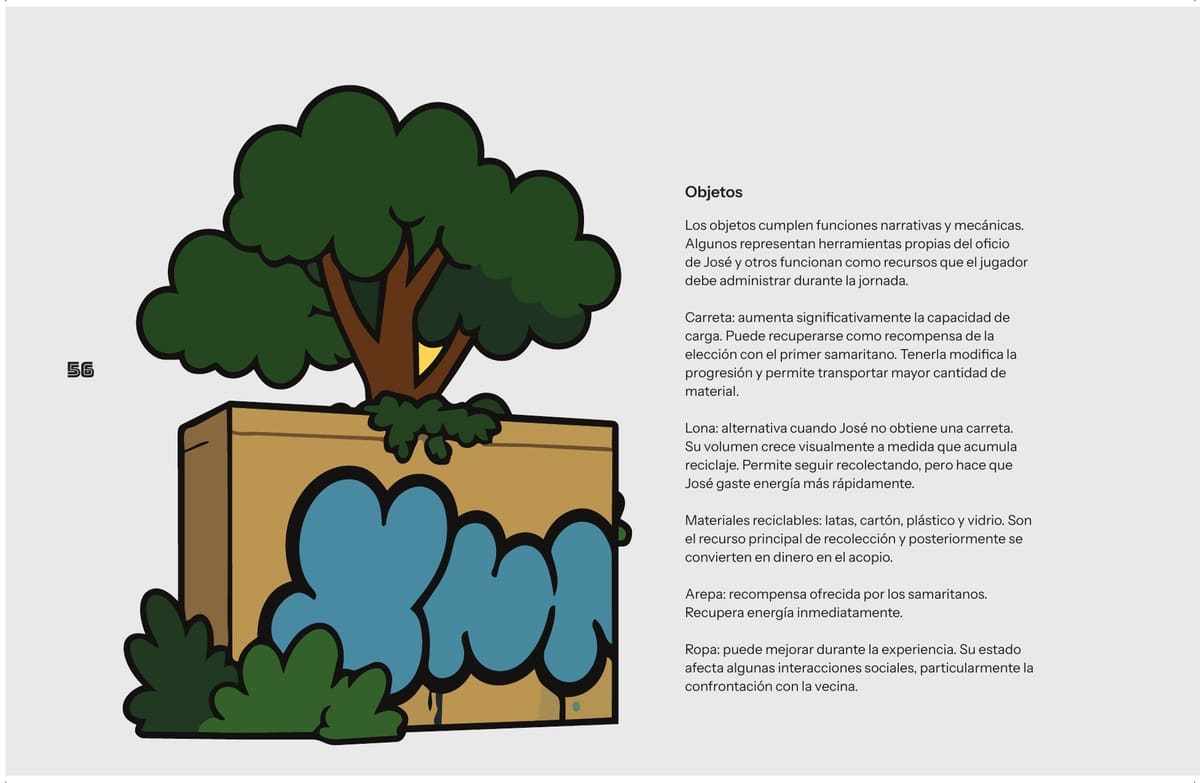 56
Objetos
Los objetos cumplen funciones narrativas y mecánicas.
Algunos representan herramientas propias del oficio
de José y otros funcionan como recursos que el jugador
debe administrar durante la jornada.
Carreta: aumenta significativamente la capacidad de
carga. Puede recuperarse como recompensa de la
elección con el primer samaritano. Tenerla modifica la
progresión y permite transportar mayor cantidad de
material.
Lona: alternativa cuando José no obtiene una carreta.
Su volumen crece visualmente a medida que acumula
reciclaje. Permite seguir recolectando, pero hace que
José gaste energía más rápidamente.
Materiales reciclables: latas, cartón, plástico y vidrio. Son
el recurso principal de recolección y posteriormente se
convierten en dinero en el acopio.
Arepa: recompensa ofrecida por los samaritanos.
Recupera energía inmediatamente.
Ropa: puede mejorar durante la experiencia. Su estado
afecta algunas interacciones sociales, particularmente la
confrontación con la vecina.